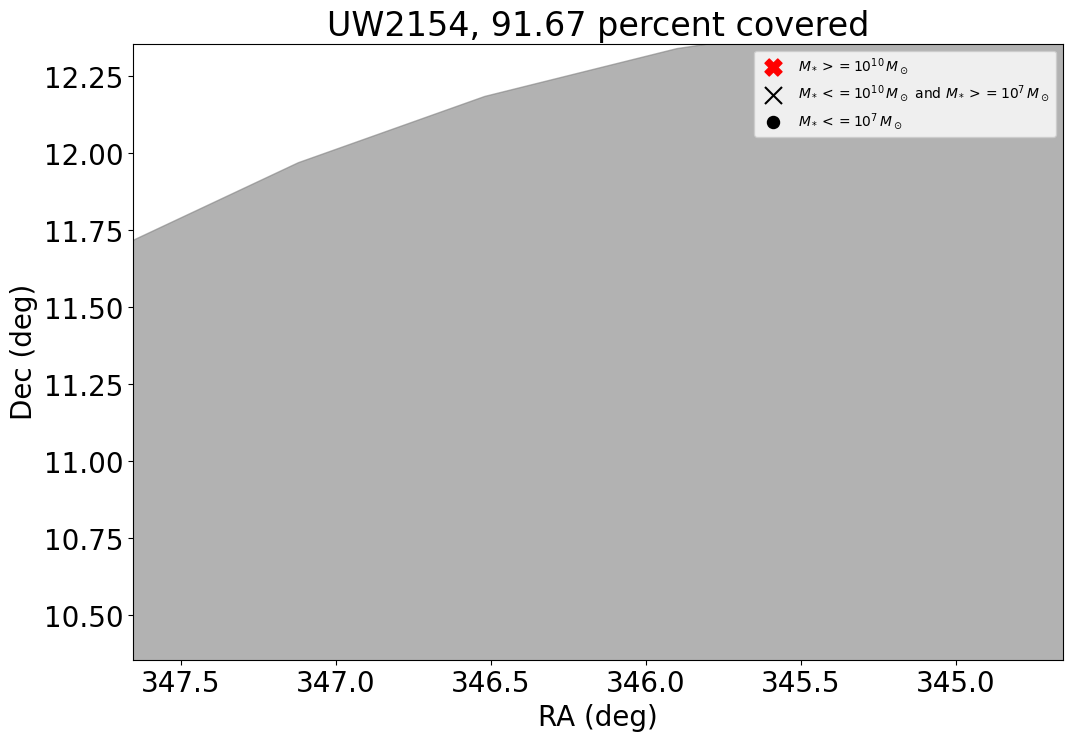 UW2154, 91.67 percent covered
M* >= 10^10 M⊙
M* <= 10^10 M⊙ and M* >= 10^7 M⊙
M* <= 10^7 M⊙
12.25
12.00
11.75
11.50
11.25
11.00
10.75
10.50
Dec (deg)
347.5 347.0 346.5 346.0 345.5 345.0
RA (deg)